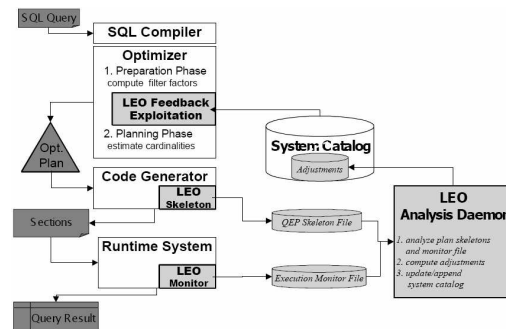 SQL Query
SQL Compiler
Optimizer
1. Preparation Phase
compute filter factors
LEO Feedback
Exploitation
2. Planning Phase
estimate cardinalities
Opt.
Plan
System Catalog
Adjustments
Code Generator
LEO
Skeleton
Sections
QEP Skeleton File
LEO
Analysis Daemon
1. analyze plan skeletons
and monitor file
2. compute adjustments
3. update/append
system catalog
Runtime System
LEO
Monitor
Execution Monitor File
Query Result